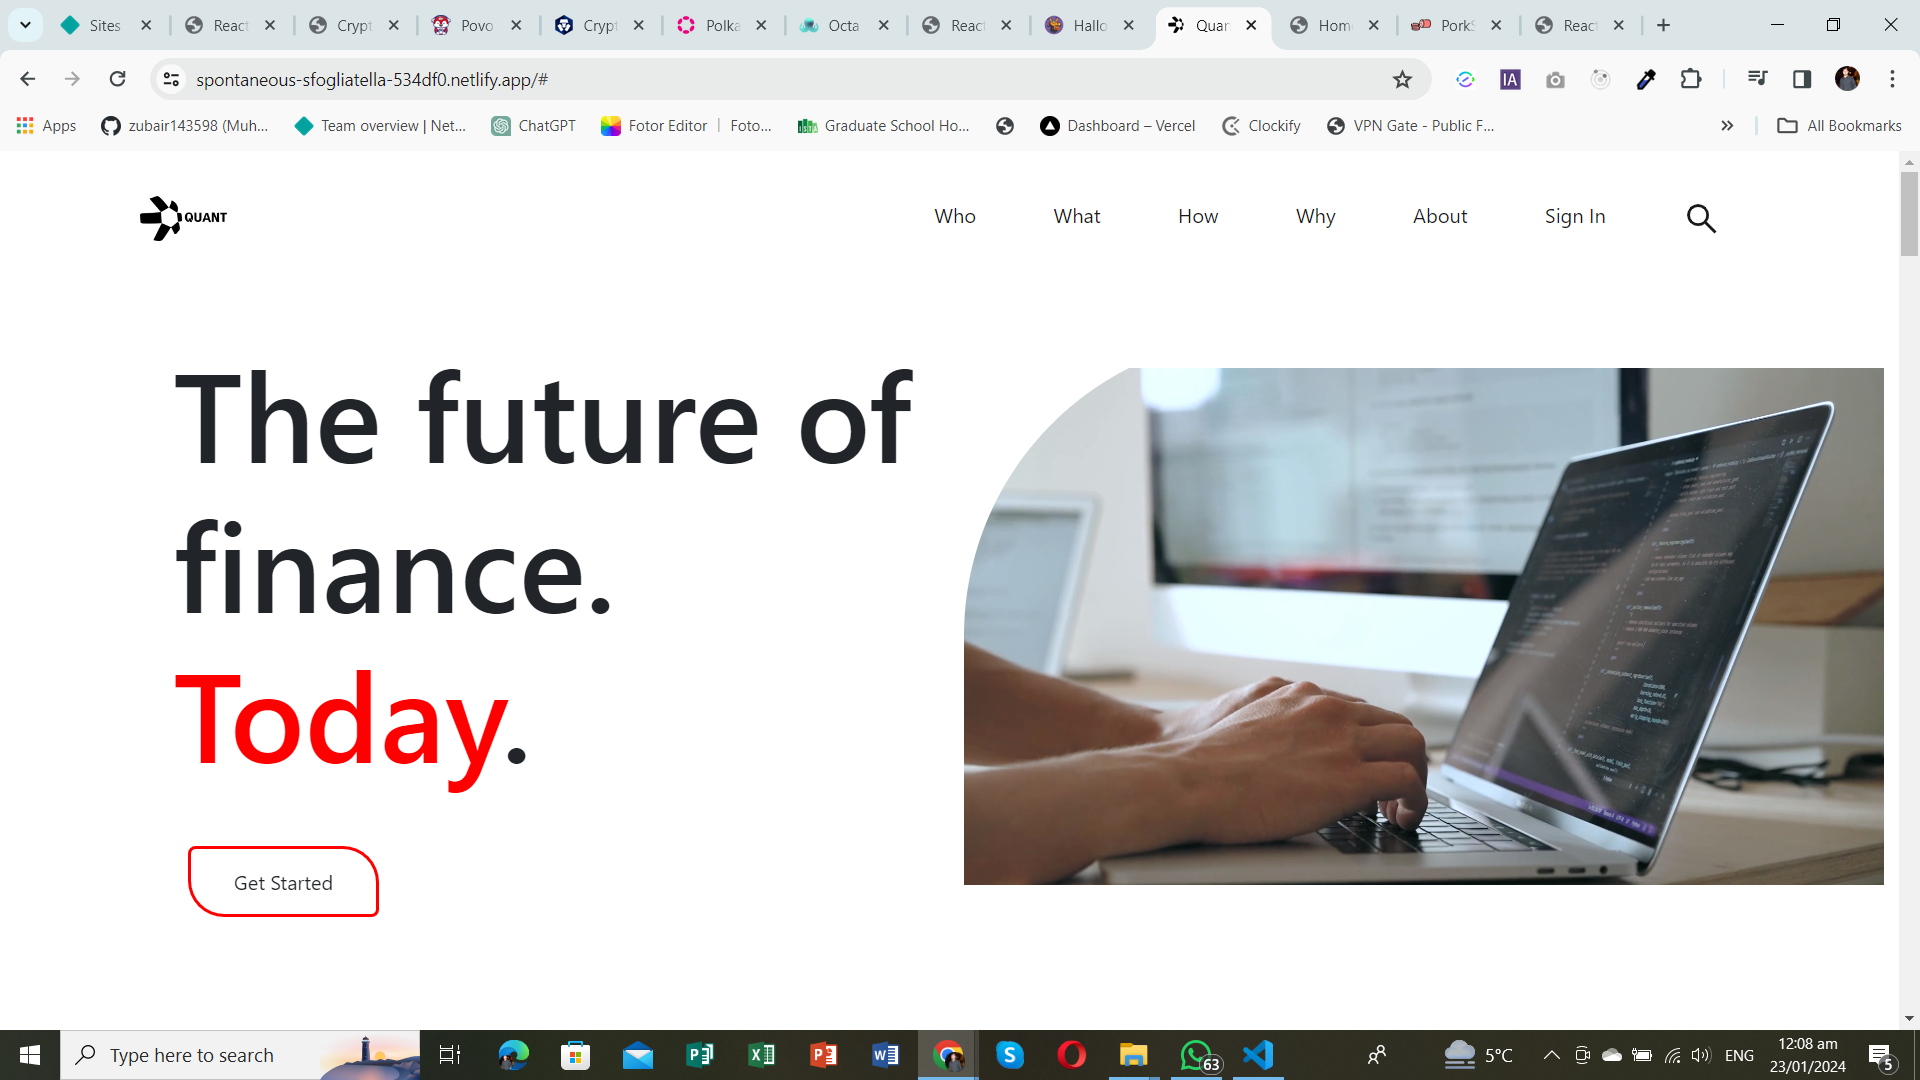 Sites
React
Crypt
Povo
Crypt
Polka
Octa
React
Hallo
Quan
Hom
PorkS
React
spontaneous-sfogliatella-534df0.netlify.app/#
IA
Apps
zubair143598 (Muh...
Team overview | Net...
ChatGPT
Fotor Editor | Foto...
Graduate School Ho...
Dashboard – Vercel
Clockify
VPN Gate - Public F...
All Bookmarks
QUANT
Who
What
How
Why
About
Sign In
The future of
finance.
Today.
Get Started
Type here to search
63
5°C
ENG
12:08 am
23/01/2024
5